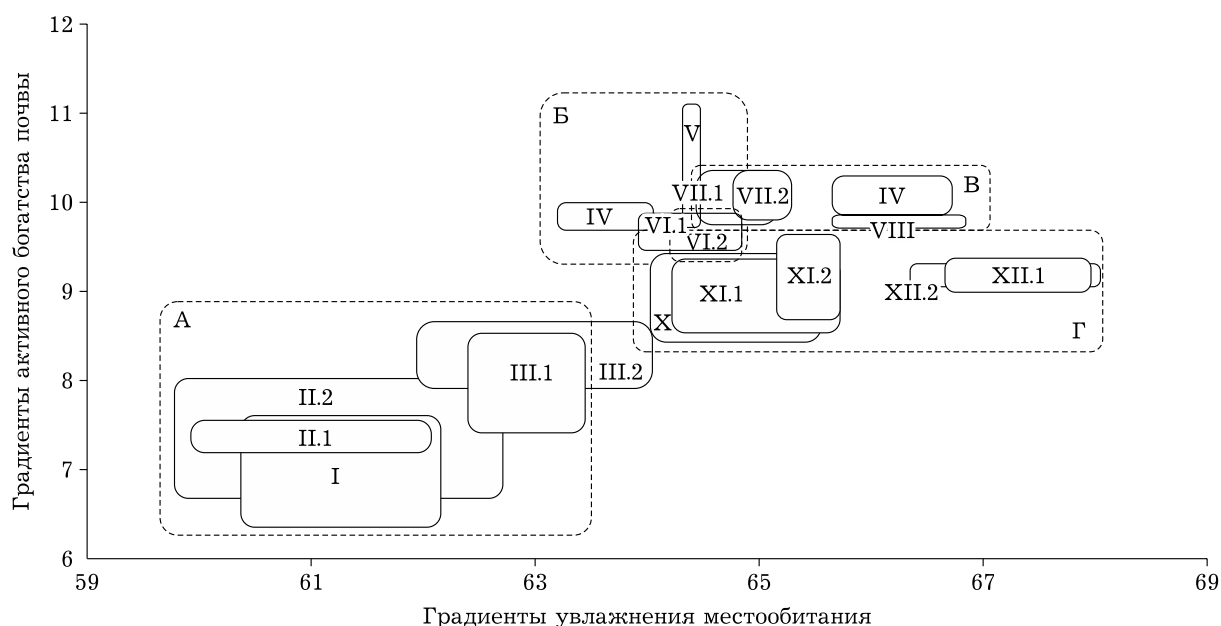 12
11
10
9
8
7
6
Градиенты активного богатства почвы
Б
V
VII.1
VII.2
IV
В
IV
VI.1
VI.2
VIII
XI.2
XI.1
XII.1
XII.2
X
Г
А
III.1
III.2
II.2
II.1
I
59
61
63
65
67
69
Градиенты увлажнения местообитания